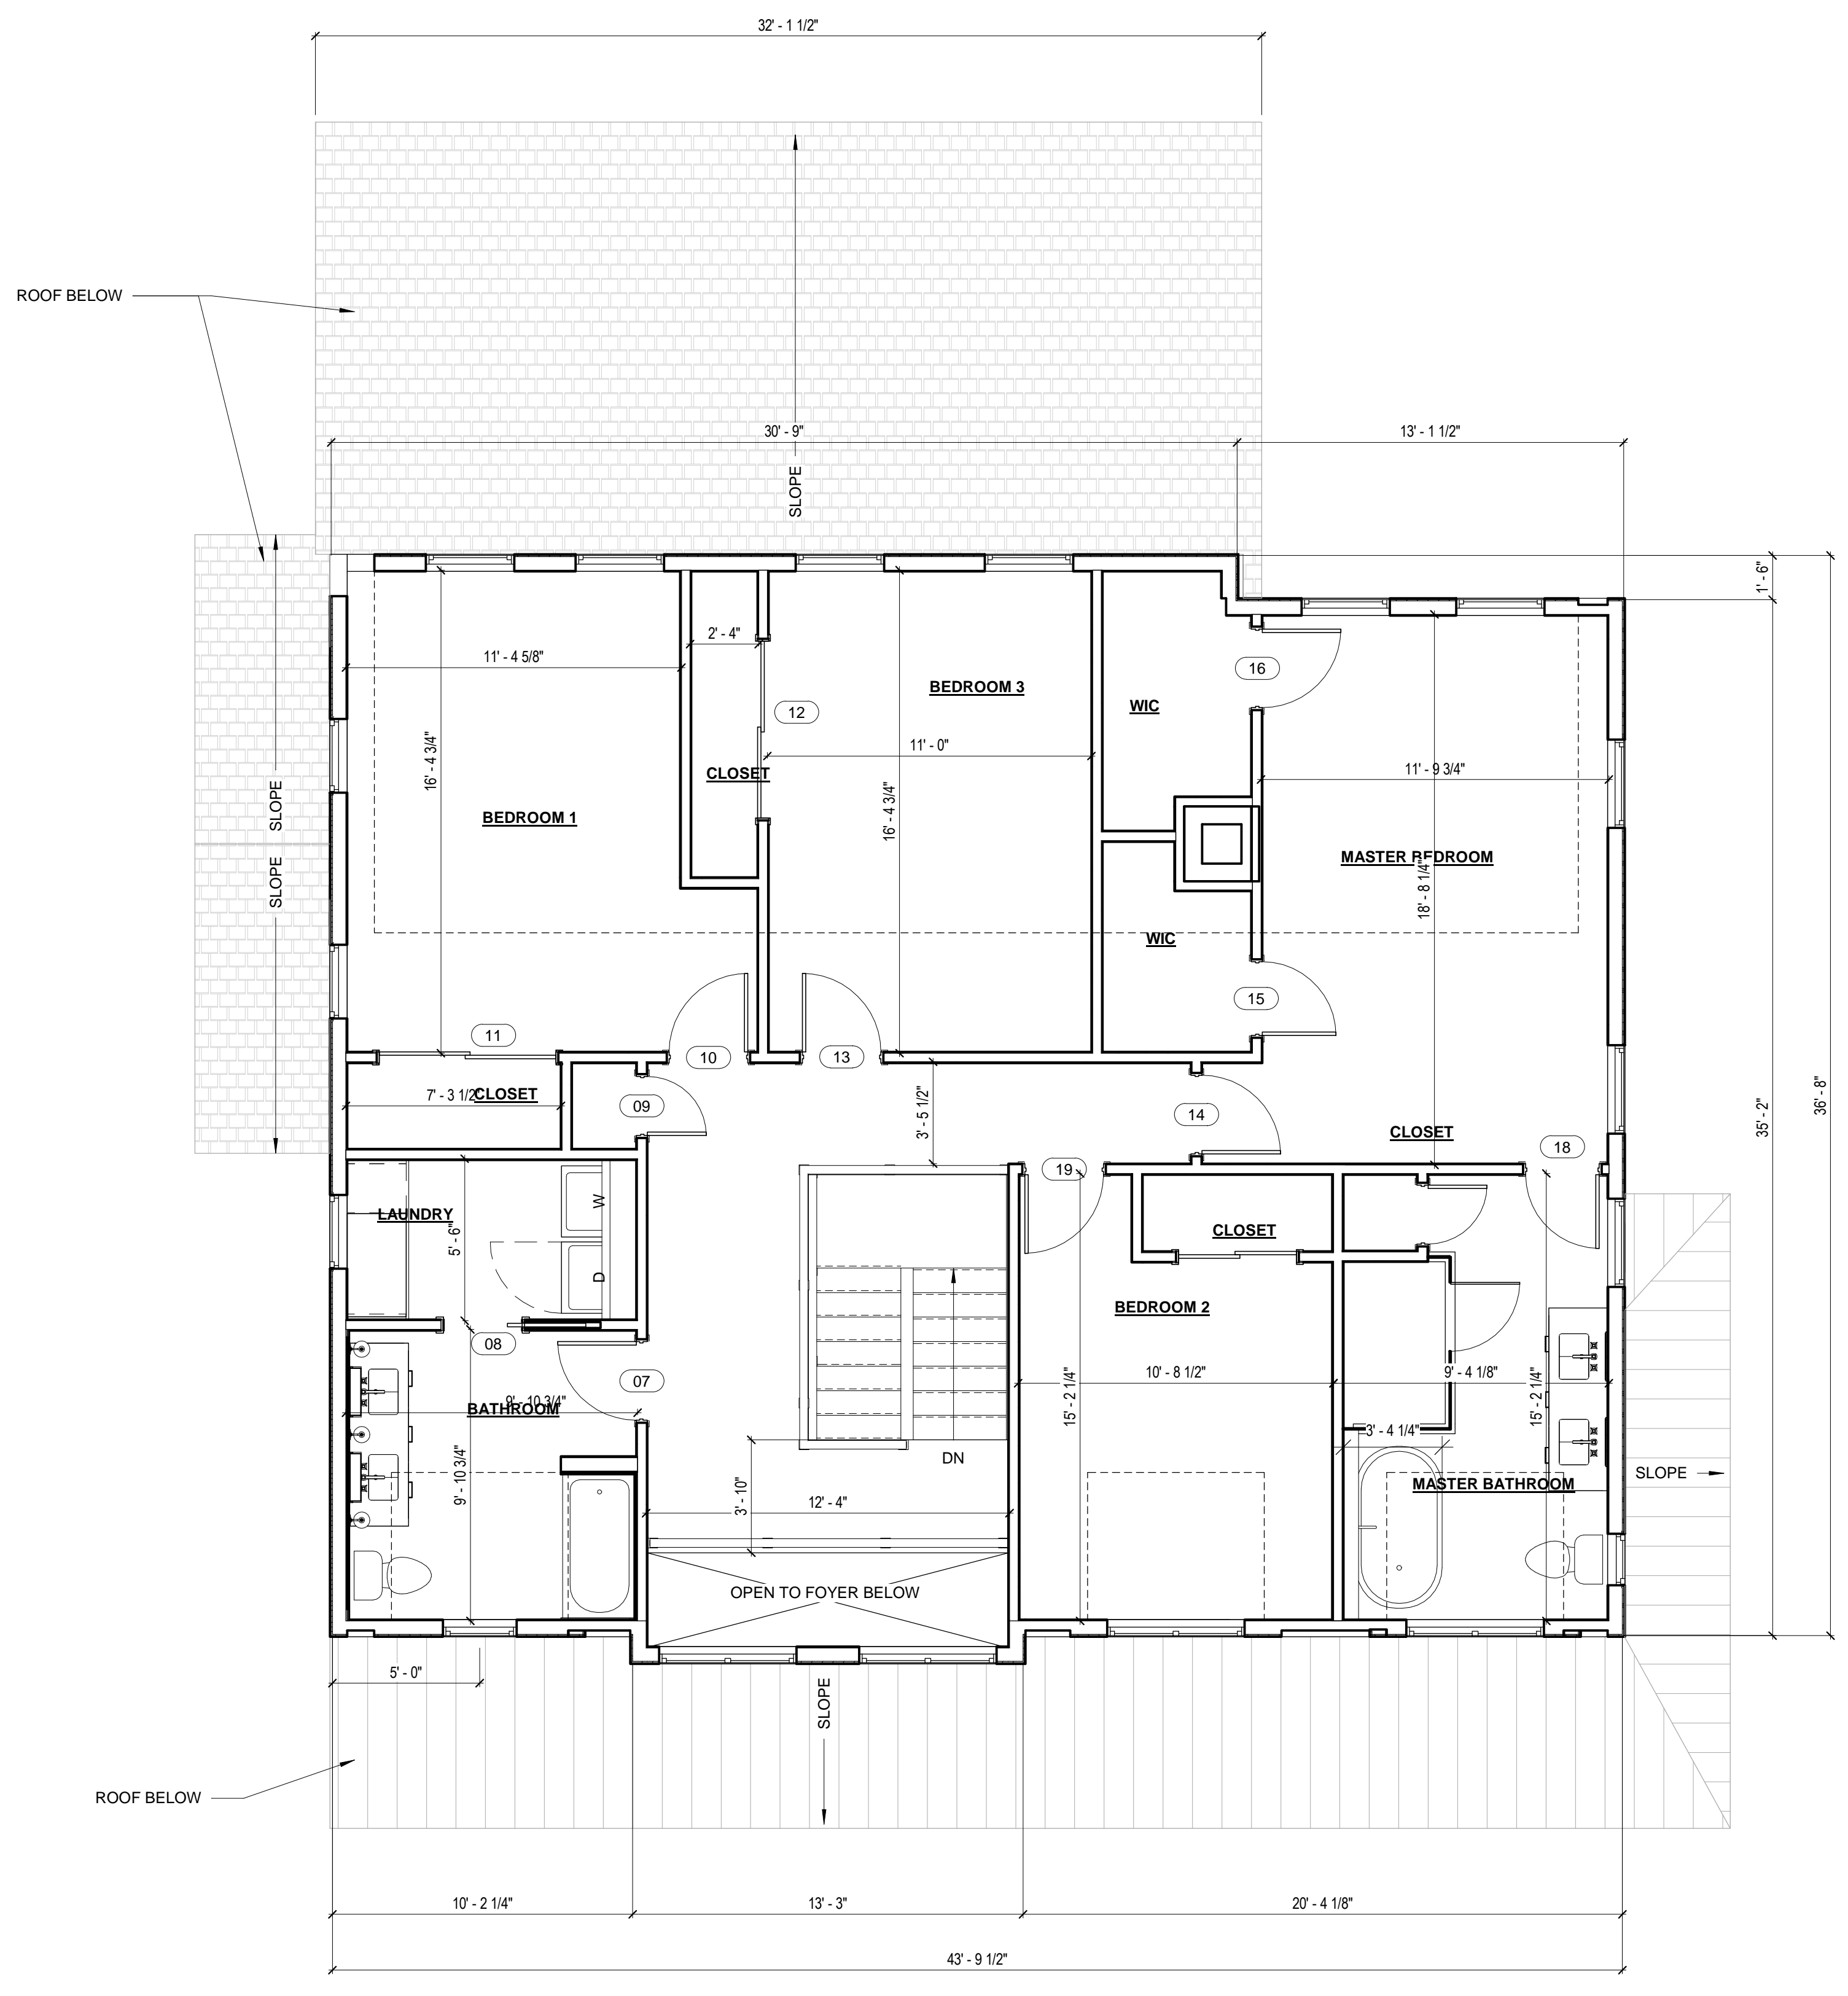 32' - 1 1/2"
ROOF BELOW
30' - 9"
13' - 1 1/2"
SLOPE
1' - 6"
2' - 4"
11' - 4 5/8"
16
BEDROOM 3
WIC
12
16' - 4 3/4"
11' - 0"
CLOSET
11' - 9 3/4"
SLOPE
BEDROOM 1
16' - 4 3/4"
MASTER BEDROOM
SLOPE
18' - 8 1/4"
WIC
15
11
10
13
CLOSET
7' - 3 1/2"
09
3' - 5 1/2"
14
35' - 2"
36' - 8"
CLOSET
18
19
W
LAUNDRY
5' - 6"
CLOSET
D
BEDROOM 2
08
07
10' - 8 1/2"
9' - 4 1/8"
15' - 2 1/4"
15' - 2 1/4"
9' - 10 3/4"
BATHROOM
3' - 4 1/4"
DN
9' - 10 3/4"
SLOPE
MASTER BATHROOM
3' - 10"
12' - 4"
OPEN TO FOYER BELOW
5' - 0"
SLOPE
ROOF BELOW
10' - 2 1/4"
13' - 3"
20' - 4 1/8"
43' - 9 1/2"